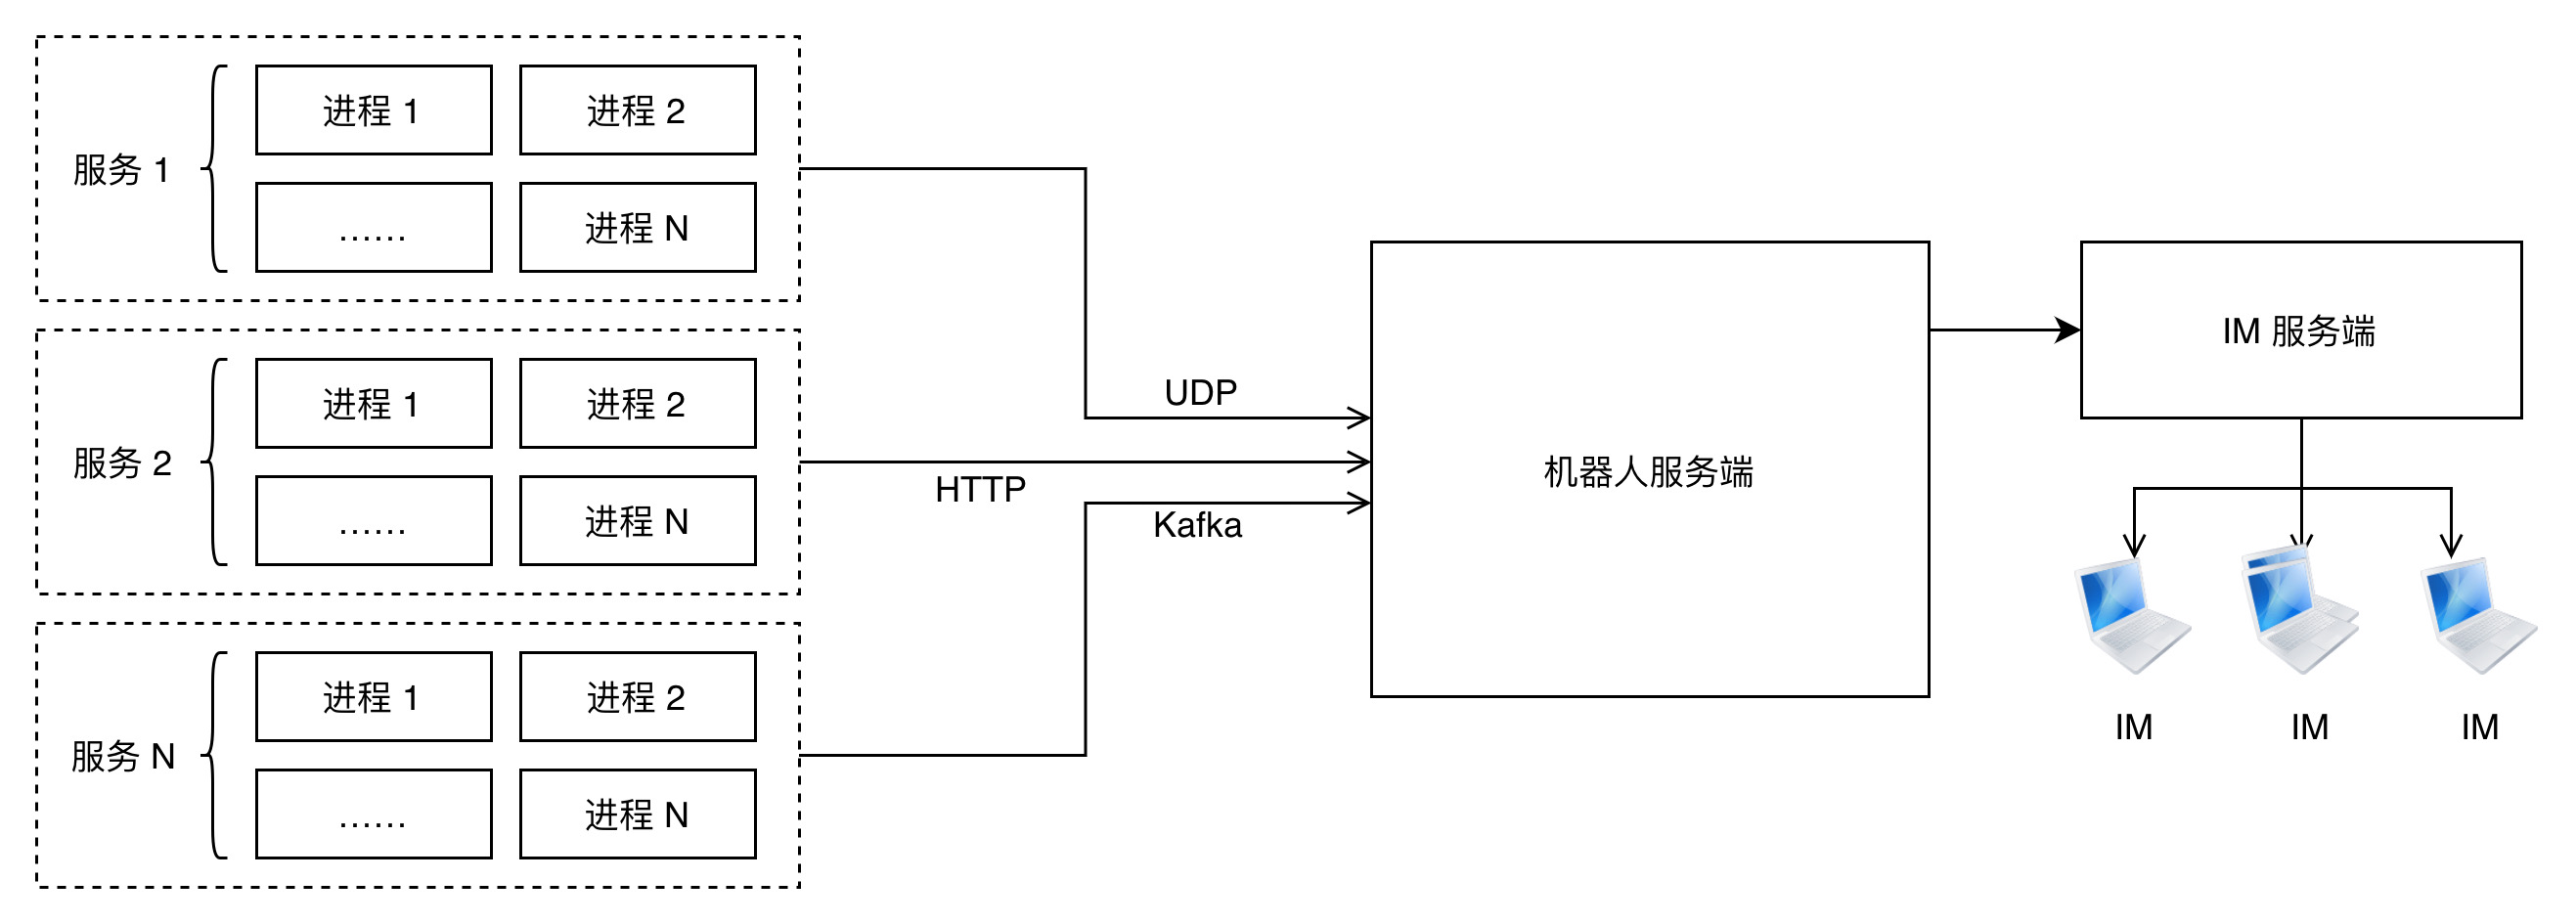 进程 1
进程 2
服务 1
......
进程 N
UDP
进程 1
进程 2
服务 2
......
进程 N
HTTP
Kafka
机器人服务端
IM 服务端
进程 1
进程 2
服务 N
......
进程 N
IM
IM
IM